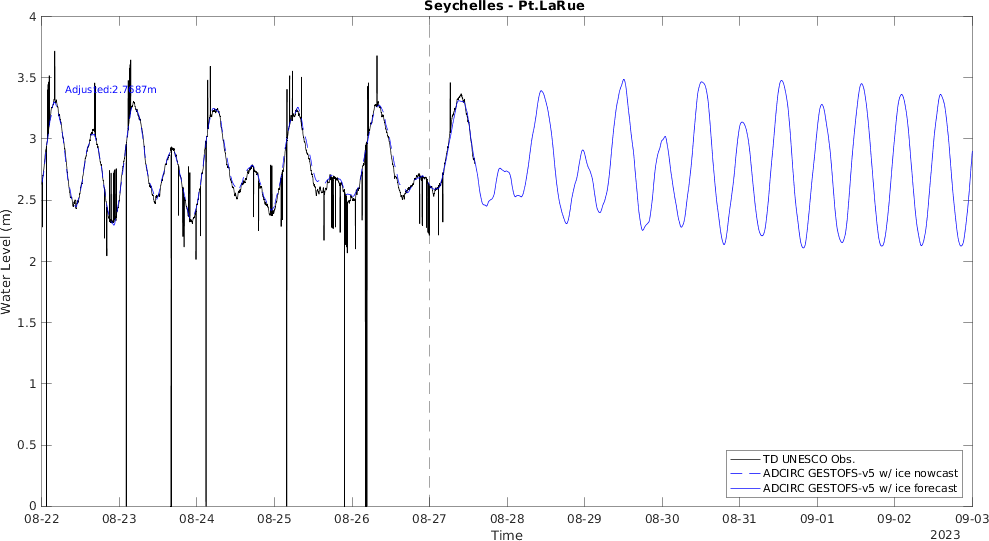 Seychelles - Pt.LaRue
4
3.5
3
2.5
2
1.5
1
0.5
0
Water Level (m)
Adjusted:2.7687m
TD UNESCO Obs.
ADCIRC GESTOFS-v5 w/ ice nowcast
ADCIRC GESTOFS-v5 w/ ice forecast
08-22 08-23 08-24 08-25 08-26 08-27 08-28 08-29 08-30 08-31 09-01 09-02 09-03
Time
2023